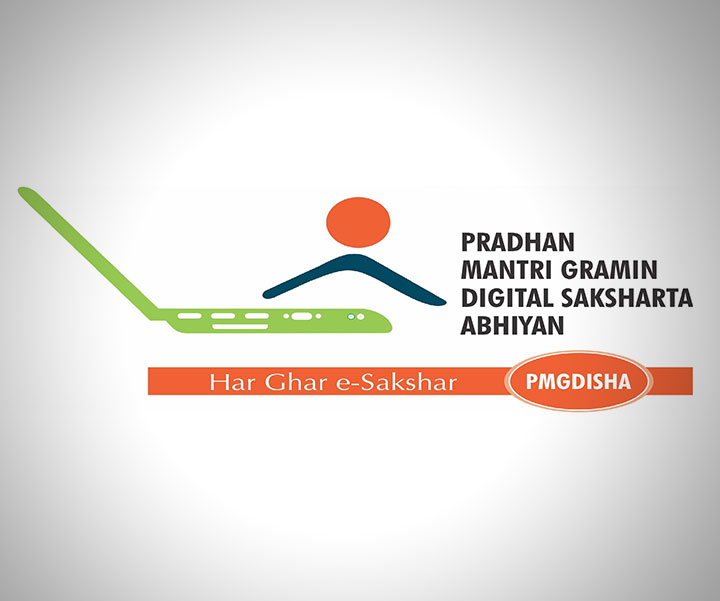 PRADHAN
MANTRI GRAMIN
DIGITAL SAKSHARTA
ABHIYAN
Har Ghar e-Sakshar PMGDISHA